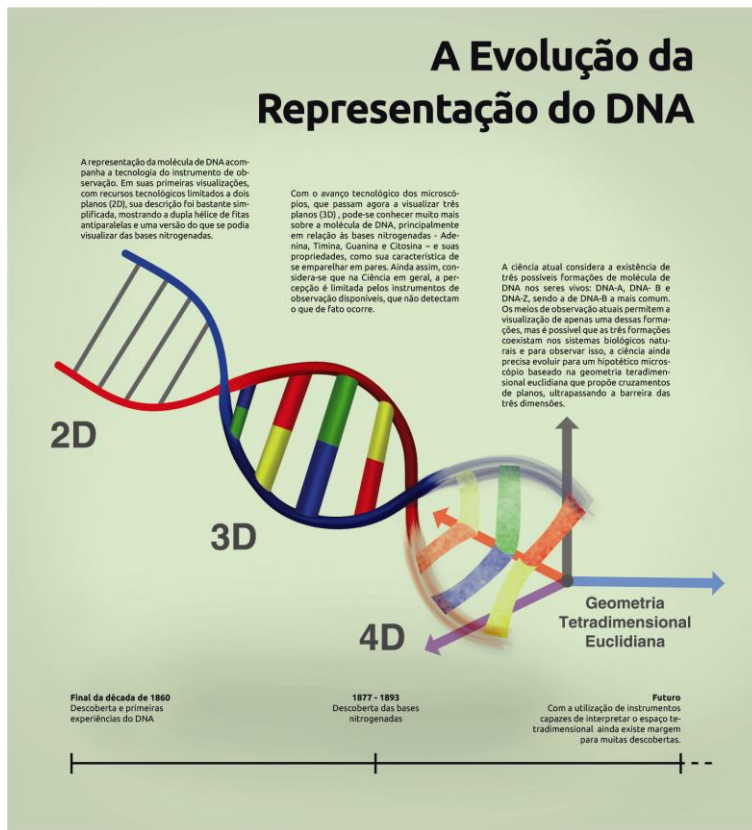 A Evolução da
Representação do DNA
A representação da molécula de DNA acom-
panha a tecnologia do instrumento de ob-
servação. Em suas primeiras visualizações,
com recursos tecnológicos limitados a dois
planos (2D), sua descrição foi bastante sim-
plificada, mostrando a dupla hélice de fitas
antiparalelas e uma versão do que se podia
visualizar das bases nitrogenadas.
Com o avanço tecnológico dos microscó-
pios, que passam agora a visualizar três
planos (3D) , pode-se conhecer muito mais
sobre a molécula de DNA, principalmente
em relação às bases nitrogenadas - Ade-
nina, Timina, Guanina e Citosina – e suas
propriedades, como sua característica de
se emparelhar em pares. Ainda assim, con-
sidera-se que na Ciência em geral, a per-
cepção é limitada pelos instrumentos de
observação disponíveis, que não detectam
o que de fato ocorre.
A ciência atual considera a existência de
três possíveis formações de molécula de
DNA nos seres vivos: DNA-A, DNA- B e
DNA-Z, sendo a de DNA-B a mais comum.
Os meios de observação atuais permitem a
visualização de apenas uma dessas forma-
ções, mas é possível que as três formações
coexistam nos sistemas biológicos natu-
rais e para observar isso, a ciência ainda
precisa evoluir para um hipotético micros-
cópio baseado na geometria teradimen-
sional euclidiana que propõe cruzamentos
de planos, ultrapassando a barreira das
três dimensões.
2D
3D
4D
Geometria
Tetradimensional
Euclidiana
Final da década de 1860
Descoberta e primeiras
experiências do DNA
1877 - 1893
Descoberta das bases
nitrogenadas
Futuro
Com a utilização de instrumentos
capazes de interpretar o espaço te-
tradimensional ainda existe margem
para muitas descobertas.